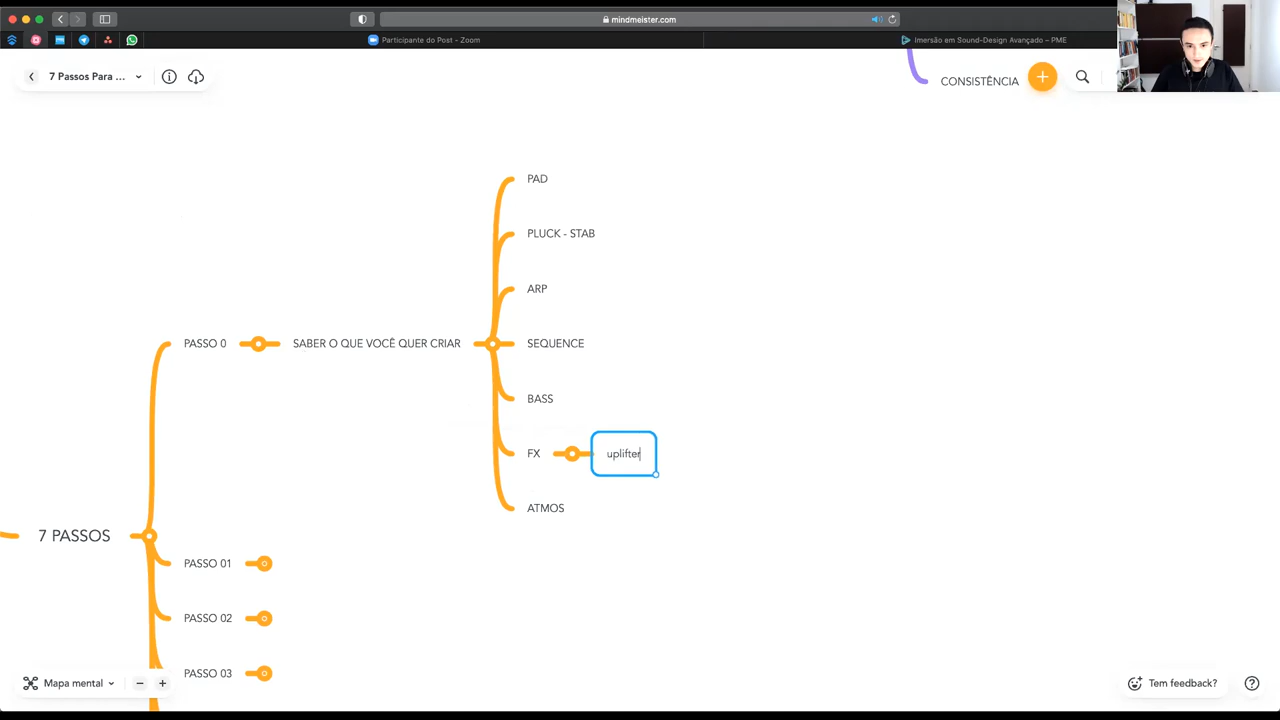 mindmeister.com
Participante do Post - Zoom
Imersão em Sound-Design Avançado – PME
7 Passos Para ...
CONSISTÊNCIA
PAD
PLUCK - STAB
ARP
PASSO 0
SABER O QUE VOCÊ QUER CRIAR
SEQUENCE
BASS
FX
uplifter
ATMOS
7 PASSOS
PASSO 01
PASSO 02
PASSO 03
Mapa mental
Tem feedback?